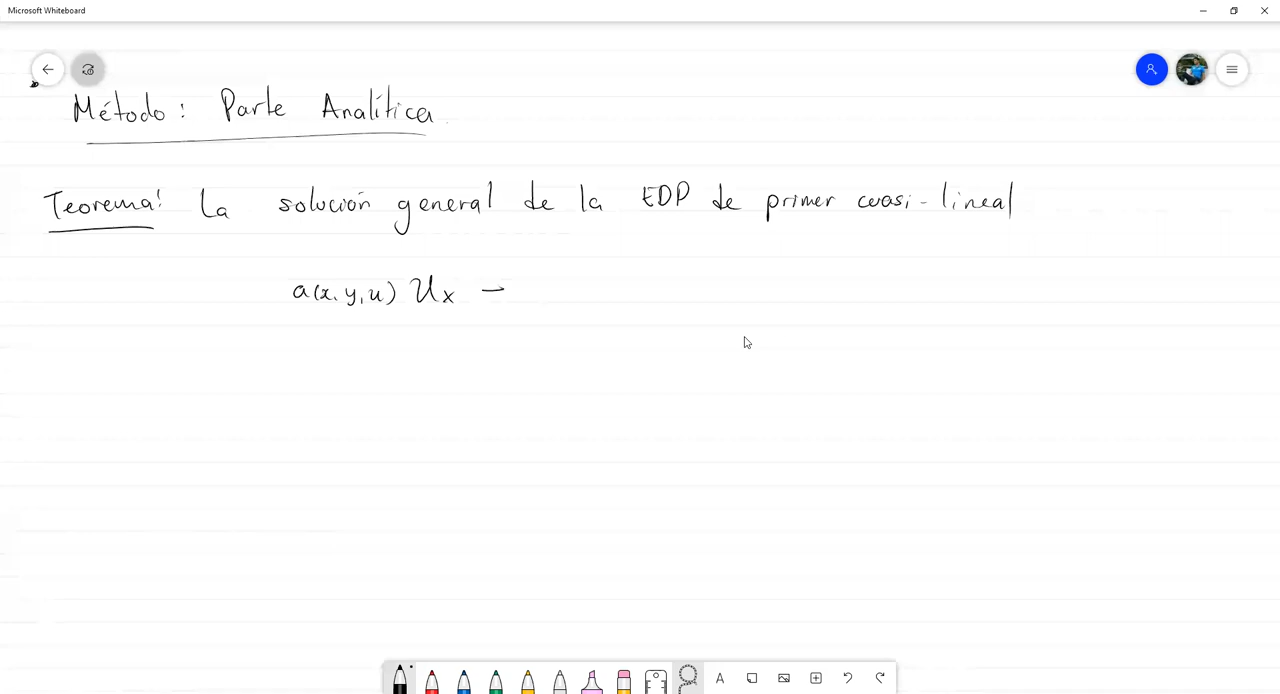 Microsoft Whiteboard
Método: Parte Analítica.
Teorema: La solución general de la EDP de primer cuasi-lineal
a(x,y,u) Ux −
A